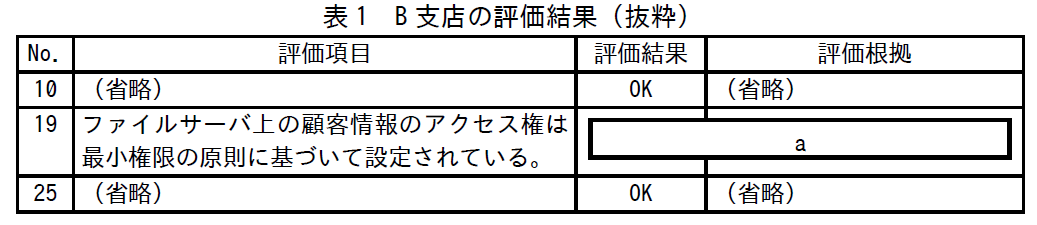 表1 B支店の評価結果（抜粋）
No. 評価項目 評価結果 評価根拠
10 （省略） OK （省略）
19 ファイルサーバ上の顧客情報のアクセス権は
最小権限の原則に基づいて設定されている。
a
25 （省略） OK （省略）